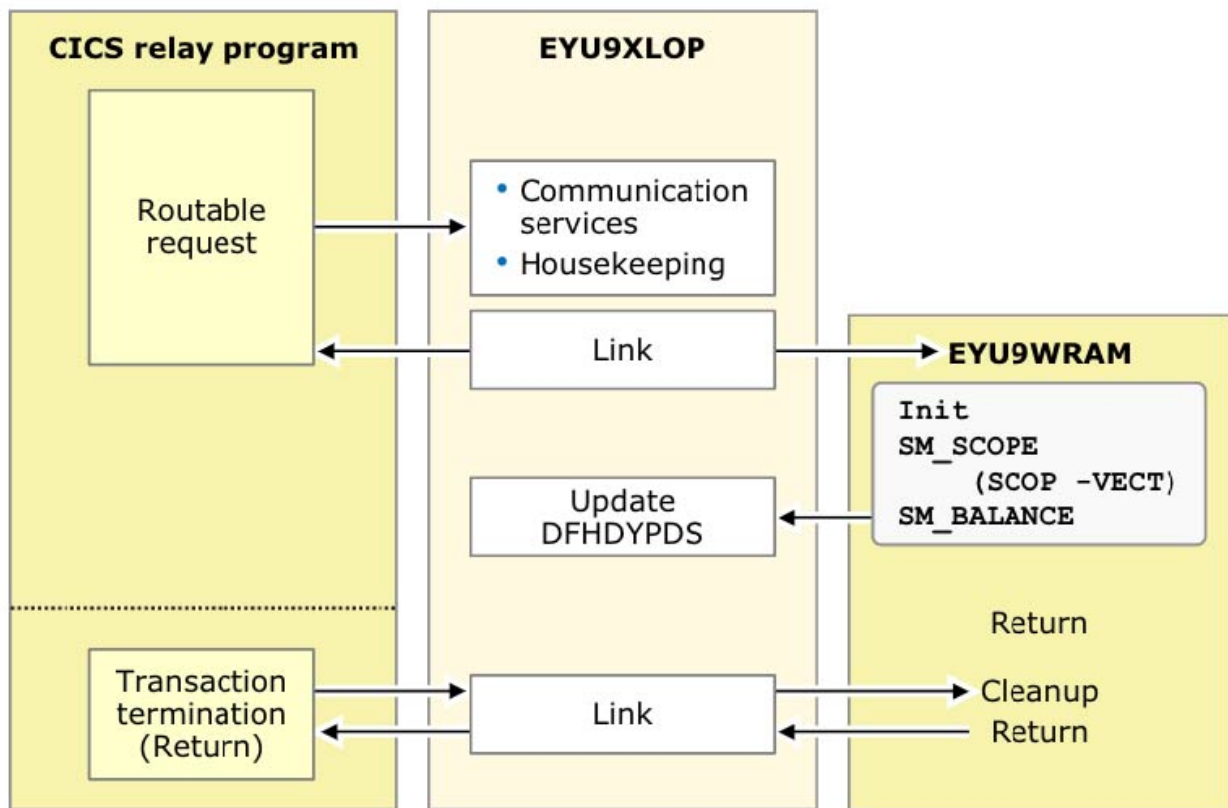 CICS relay program
EYU9XLOP
Routable
request
• Communication
services
• Housekeeping
Link
EYU9WRAM
Init
SM_SCOPE
(SCOP -VECT)
SM_BALANCE
Update
DFHDYPDS
Return
Transaction
termination
(Return)
Link
Cleanup
Return